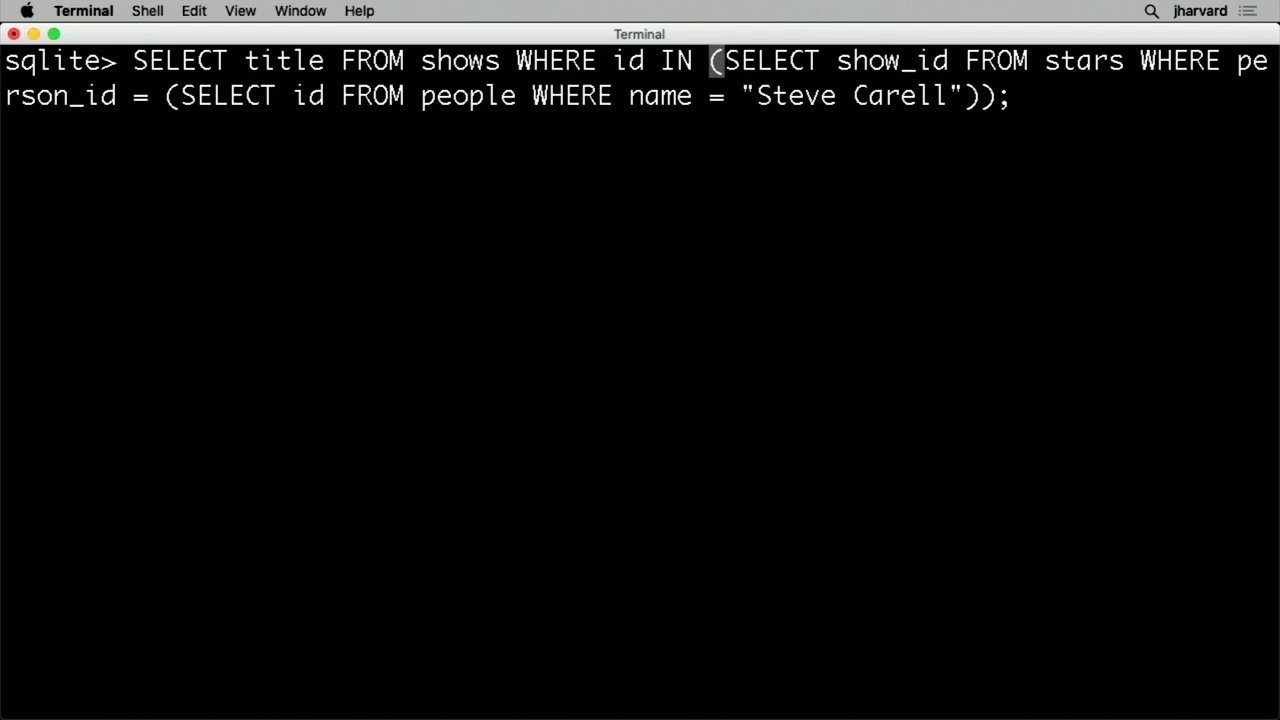 Terminal Shell Edit View Window Help jharvard
Terminal
sqlite> SELECT title FROM shows WHERE id IN (SELECT show_id FROM stars WHERE pe
rson_id = (SELECT id FROM people WHERE name = "Steve Carell"));